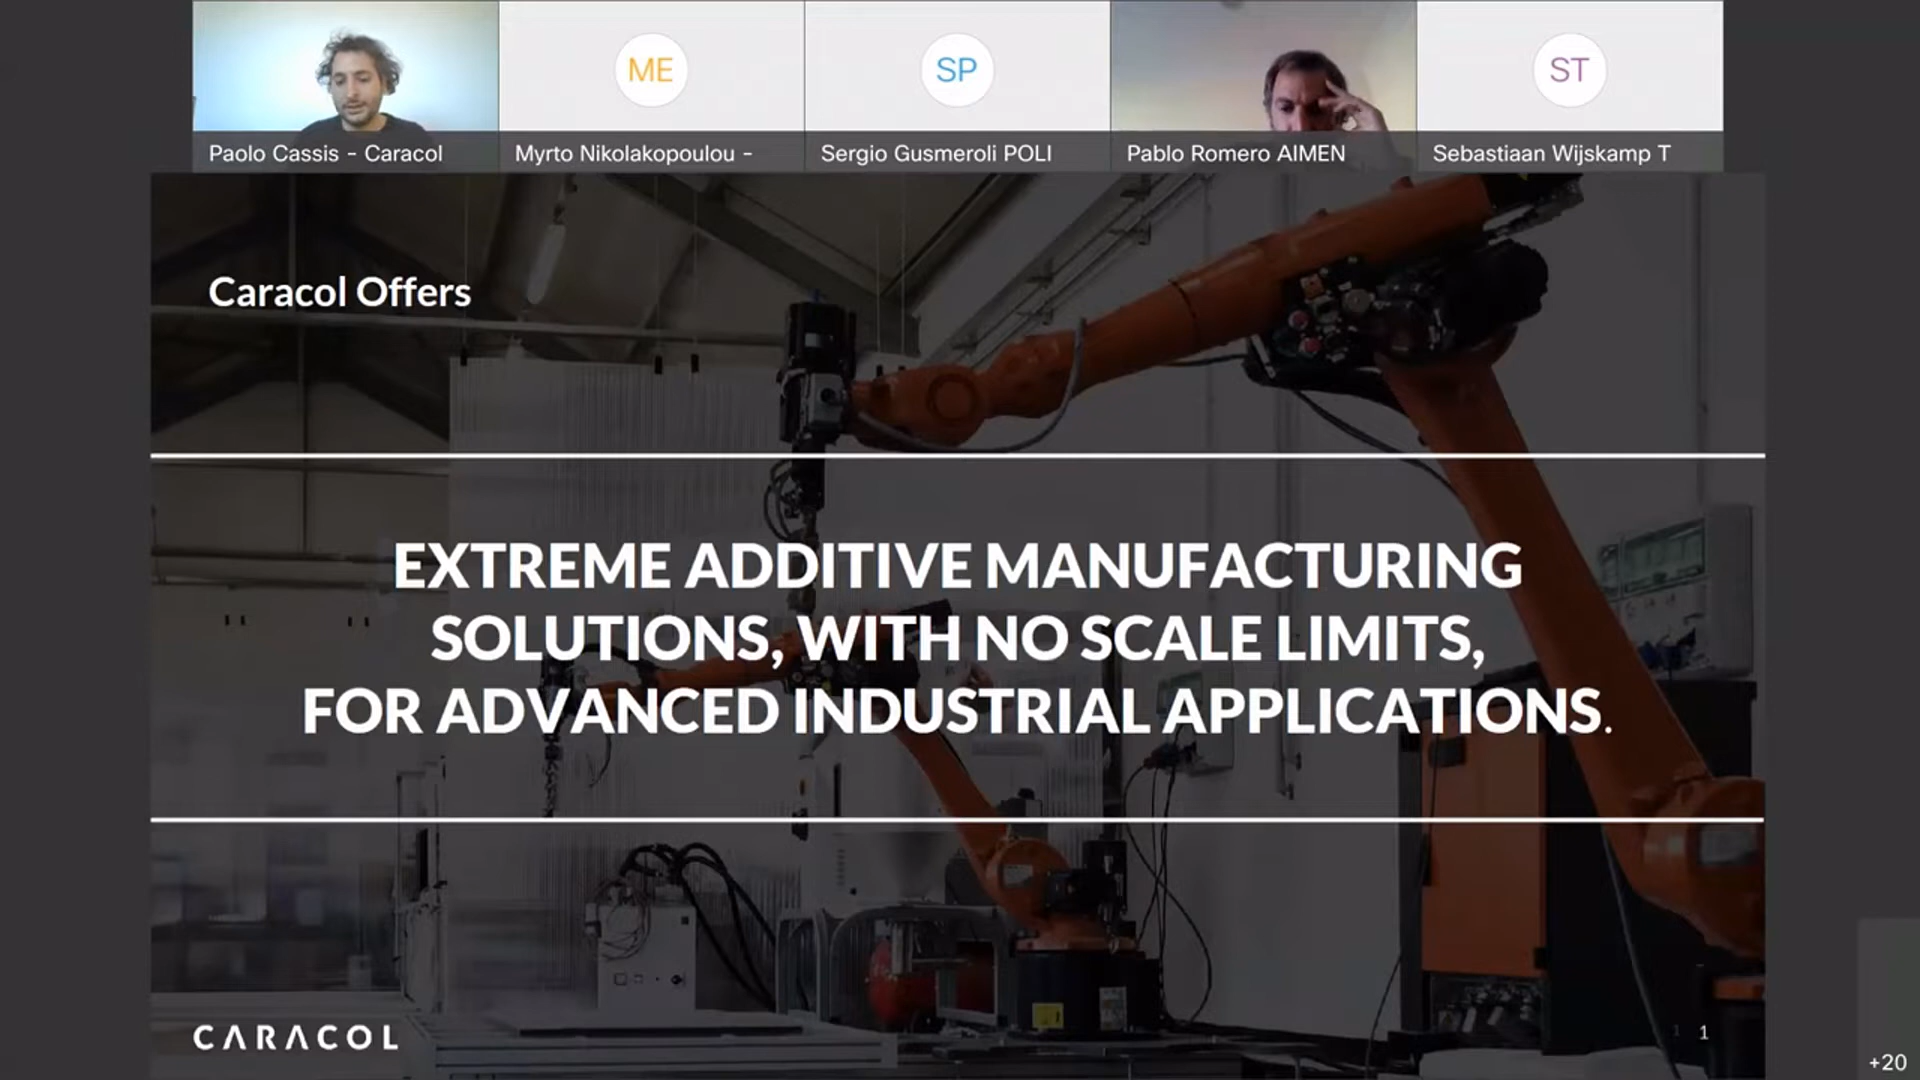 ME
SP
ST
Paolo Cassis - Caracol
Myrto Nikolakopoulou -
Sergio Gusmeroli POLI
Pablo Romero AIMEN
Sebastiaan Wijskamp T
Caracol Offers
EXTREME ADDITIVE MANUFACTURING
SOLUTIONS, WITH NO SCALE LIMITS,
FOR ADVANCED INDUSTRIAL APPLICATIONS.
CARACOL
1 1
+20